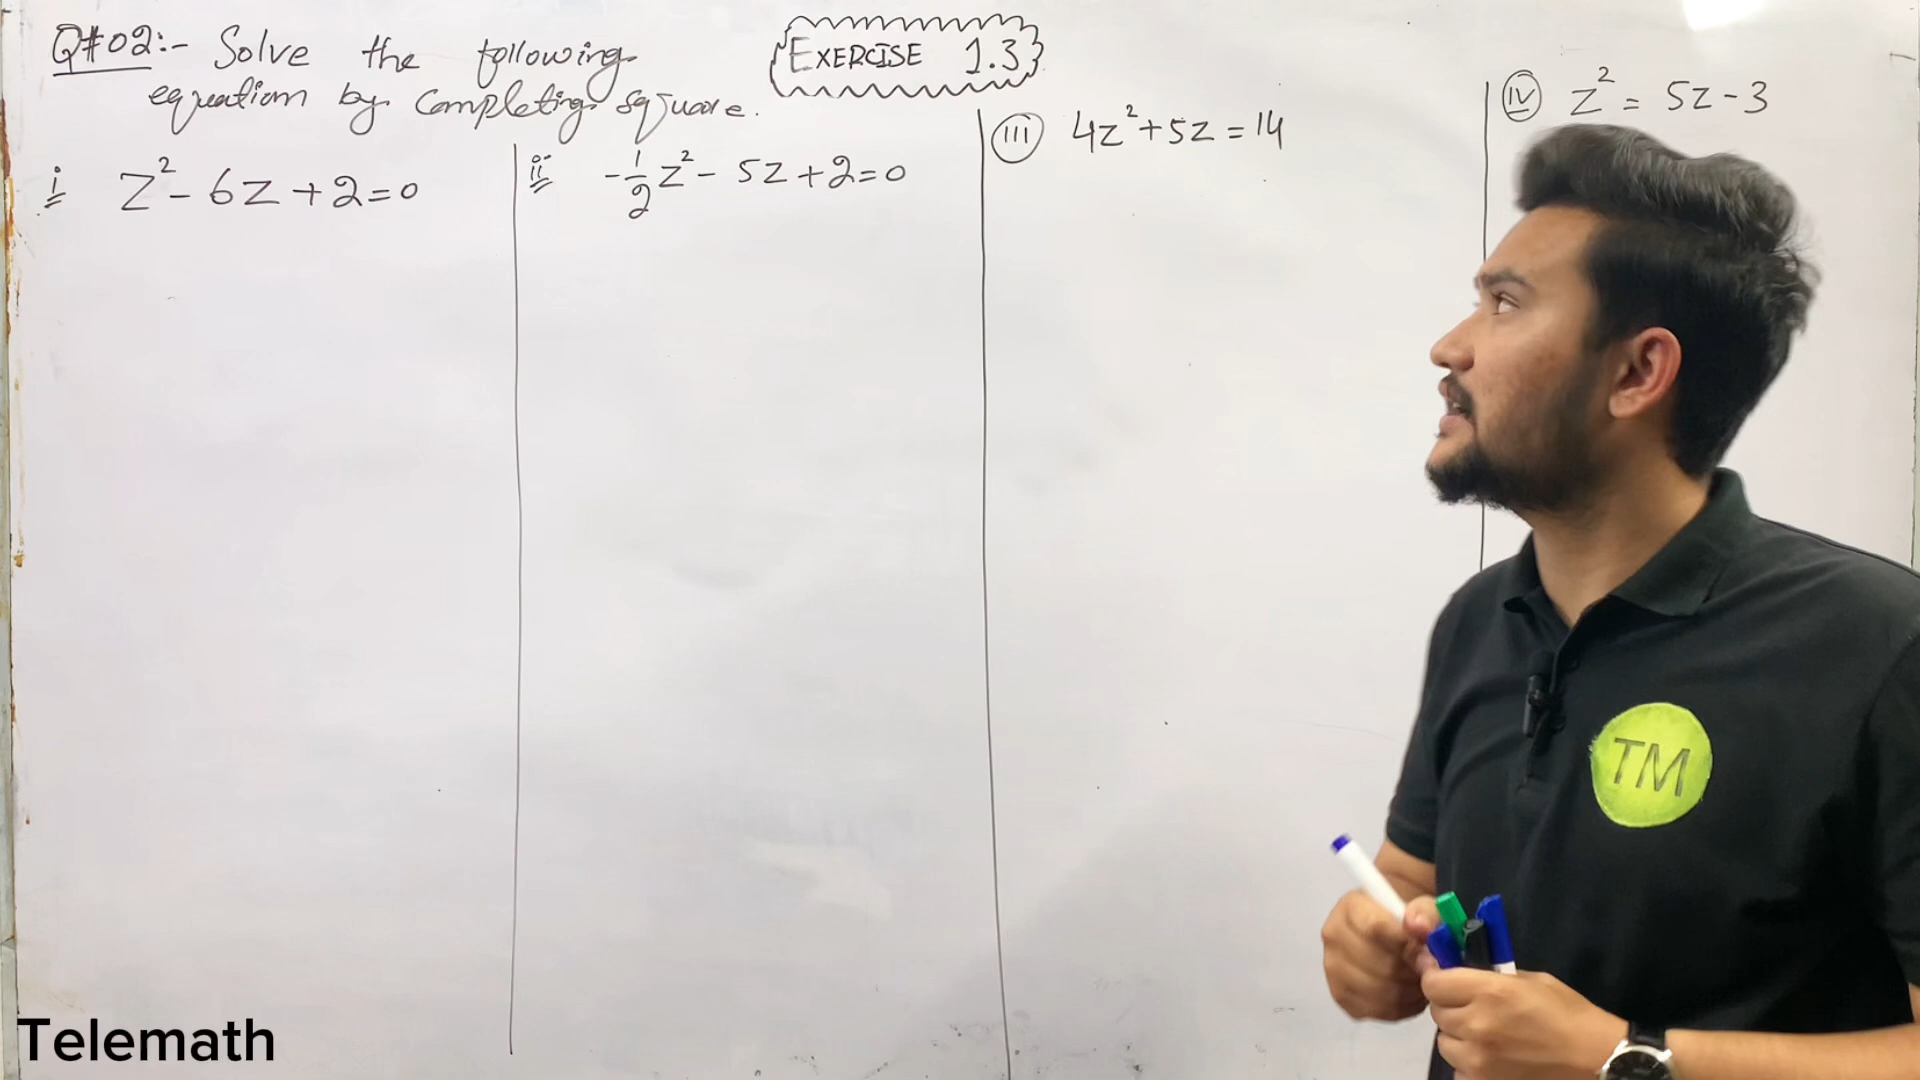 Q#02:- Solve the following
equation by Completing Square.
EXERCISE 1.3
i z² - 6z + 2 = 0
ii -1/2 z² - 5z + 2 = 0
(iii) 4z² + 5z = 14
(iv) z² = 5z - 3
TM
Telemath